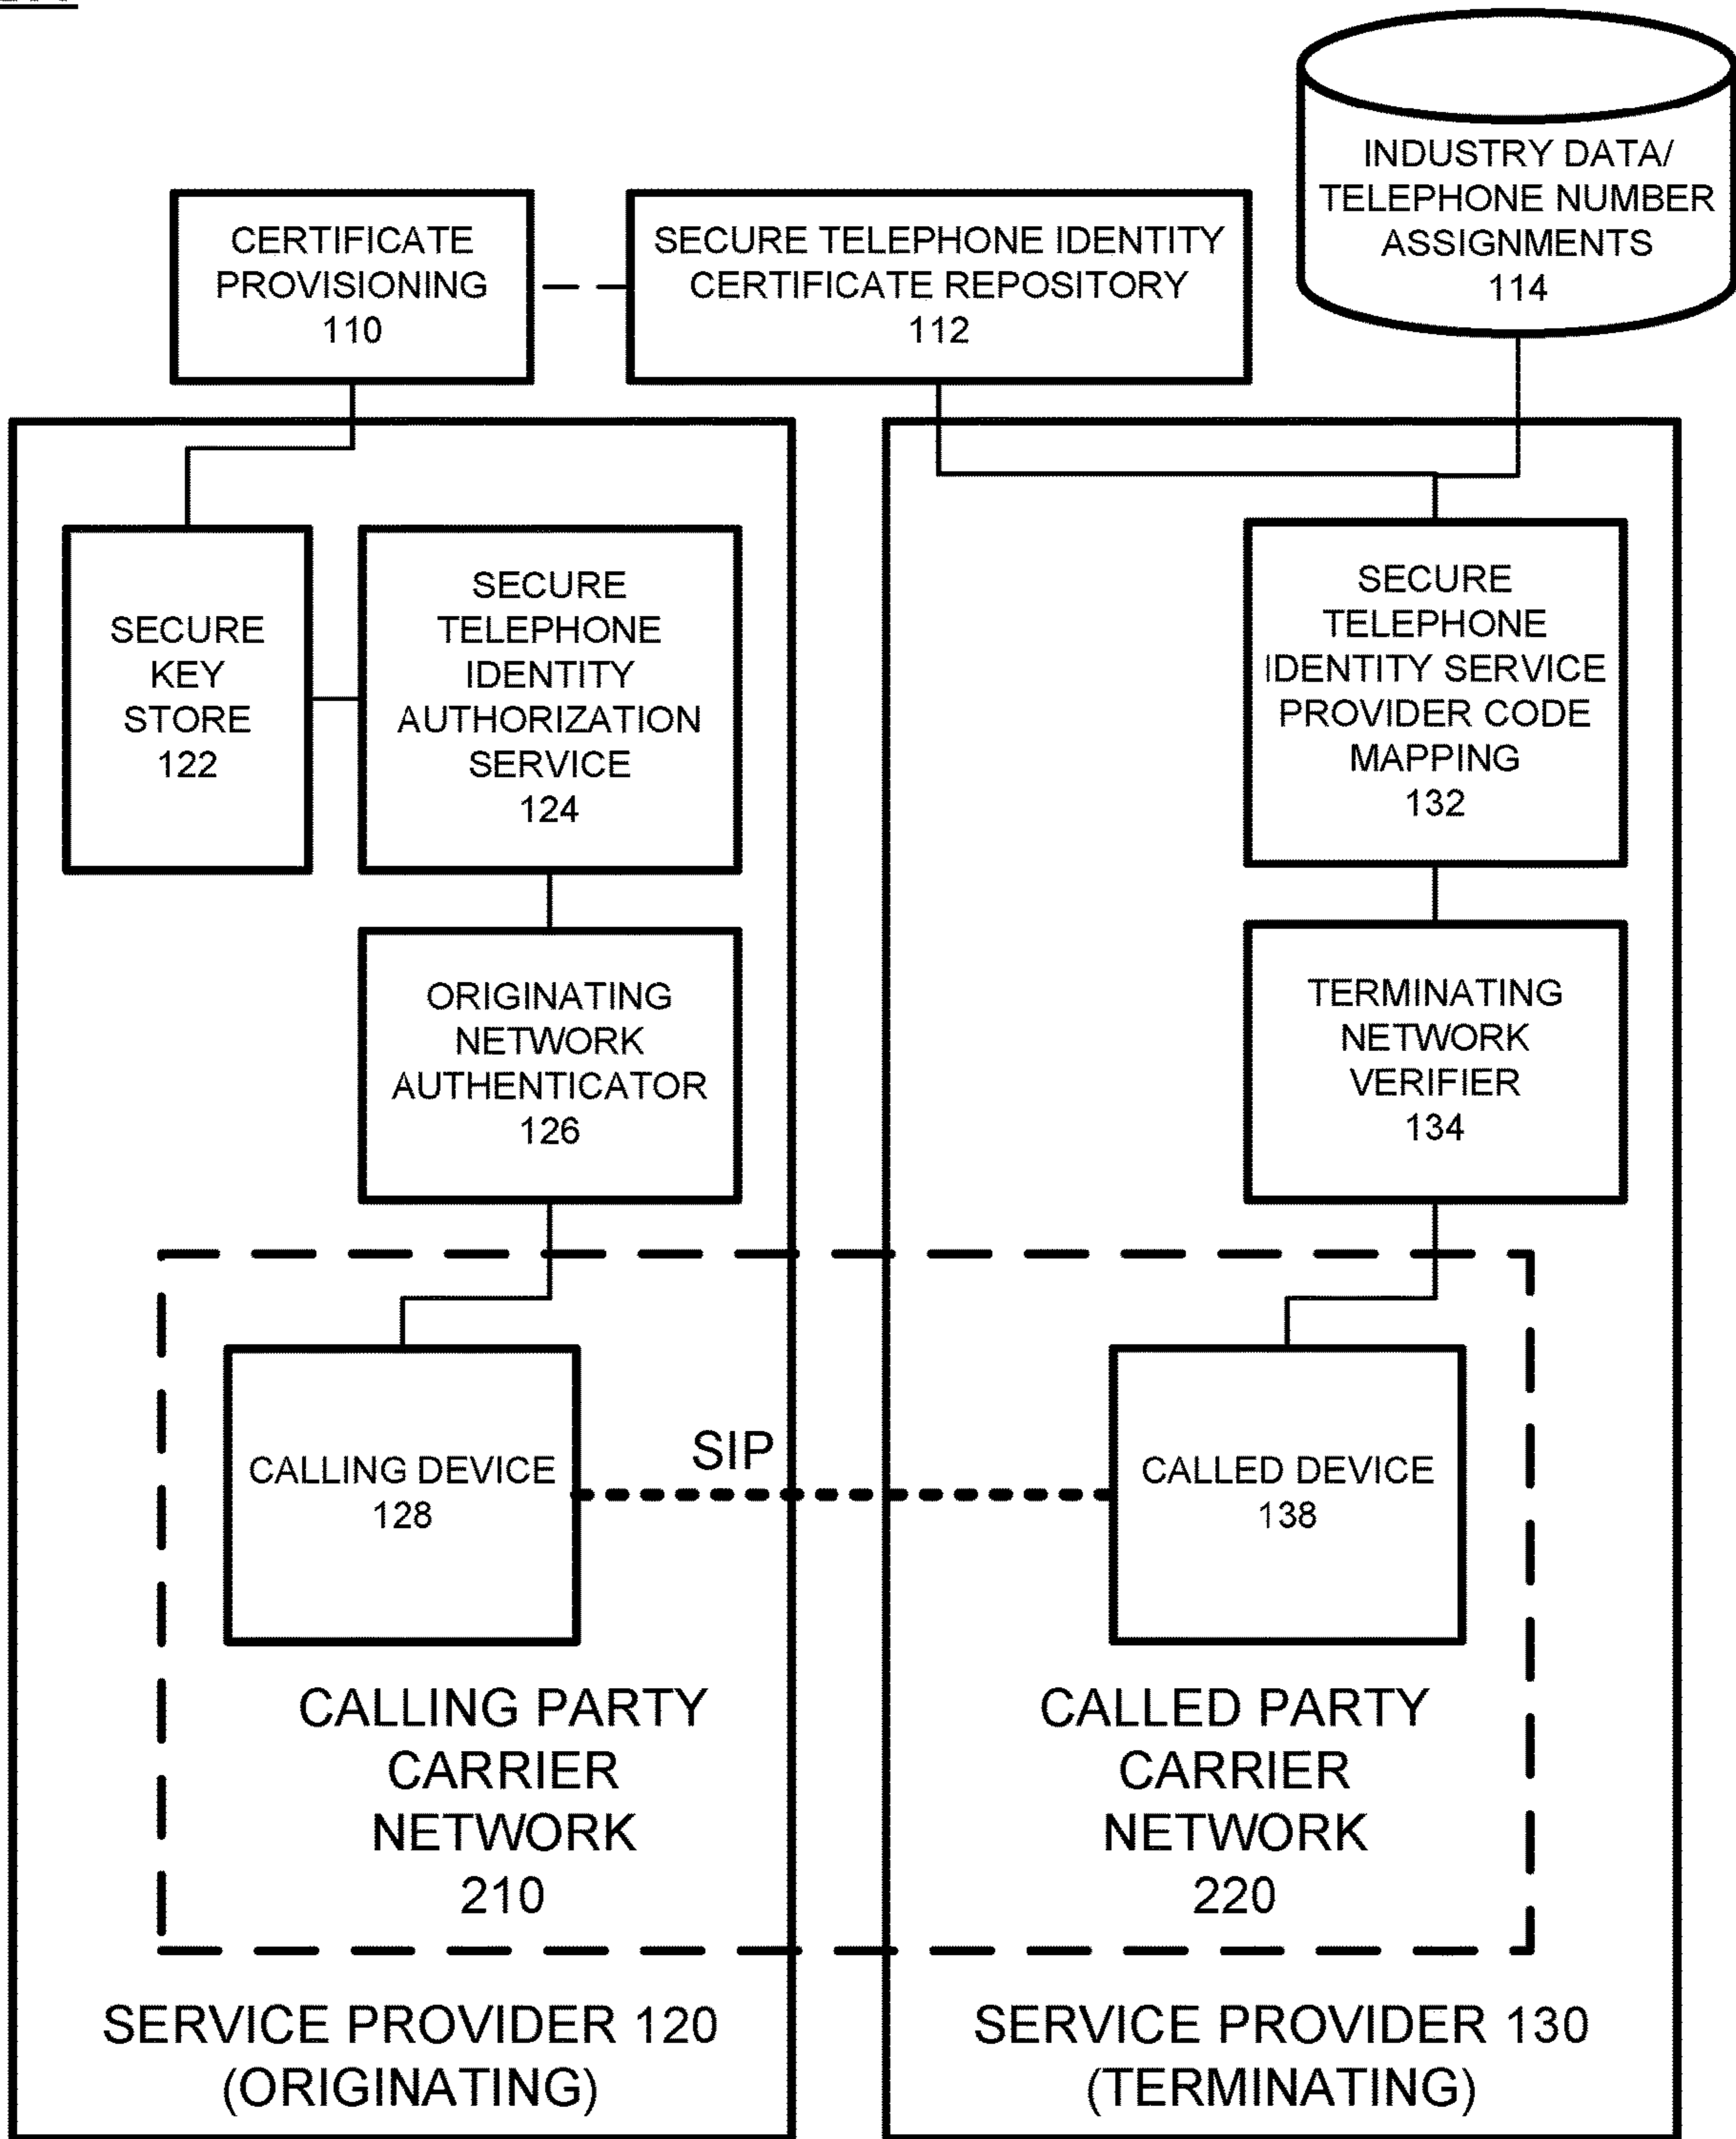 INDUSTRY DATA/
TELEPHONE NUMBER
ASSIGNMENTS
114
CERTIFICATE
PROVISIONING
110
SECURE TELEPHONE IDENTITY
CERTIFICATE REPOSITORY
112
SECURE
KEY
STORE
122
SECURE
TELEPHONE
IDENTITY
AUTHORIZATION
SERVICE
124
SECURE
TELEPHONE
IDENTITY SERVICE
PROVIDER CODE
MAPPING
132
ORIGINATING
NETWORK
AUTHENTICATOR
126
TERMINATING
NETWORK
VERIFIER
134
CALLING DEVICE
128
SIP
CALLED DEVICE
138
CALLING PARTY
CARRIER
NETWORK
210
CALLED PARTY
CARRIER
NETWORK
220
SERVICE PROVIDER 120
(ORIGINATING)
SERVICE PROVIDER 130
(TERMINATING)